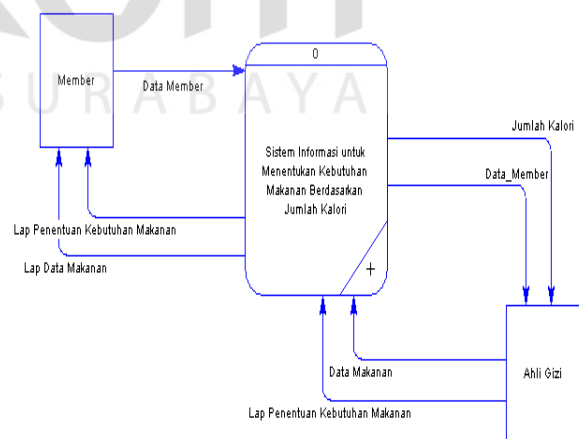 SURABAYA
0
Member
Data Member
Sistem Informasi untuk
Menentukan Kebutuhan
Makanan Berdasarkan
Jumlah Kalori
+
Jumlah Kalori
Data_Member
Lap Penentuan Kebutuhan Makanan
Lap Data Makanan
Data Makanan
Ahli Gizi
Lap Penentuan Kebutuhan Makanan